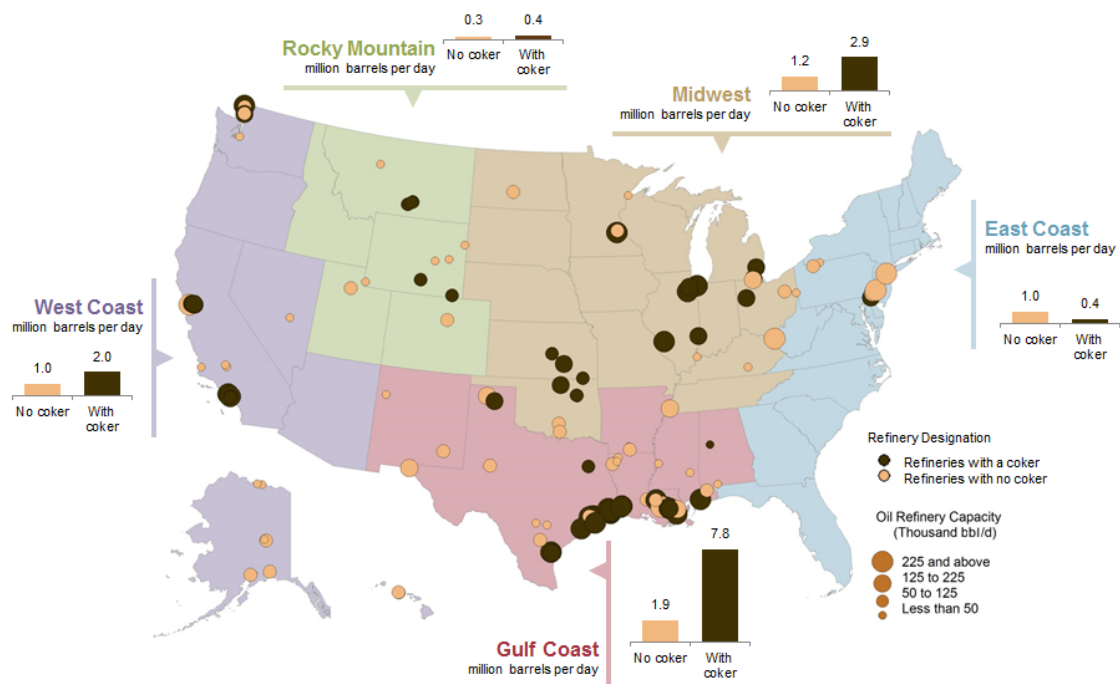 0.3
0.4
Rocky Mountain
million barrels per day
No coker
With
coker
2.9
1.2
Midwest
million barrels per day
No coker
With
coker
East Coast
million barrels per day
1.0
0.4
No coker
With
coker
West Coast
million barrels per day
1.0
2.0
No coker
With
coker
Refinery Designation
Refineries with a coker
Refineries with no coker
Oil Refinery Capacity
(Thousand bbl/d)
225 and above
125 to 225
50 to 125
Less than 50
7.8
1.9
Gulf Coast
million barrels per day
No coker
With
coker